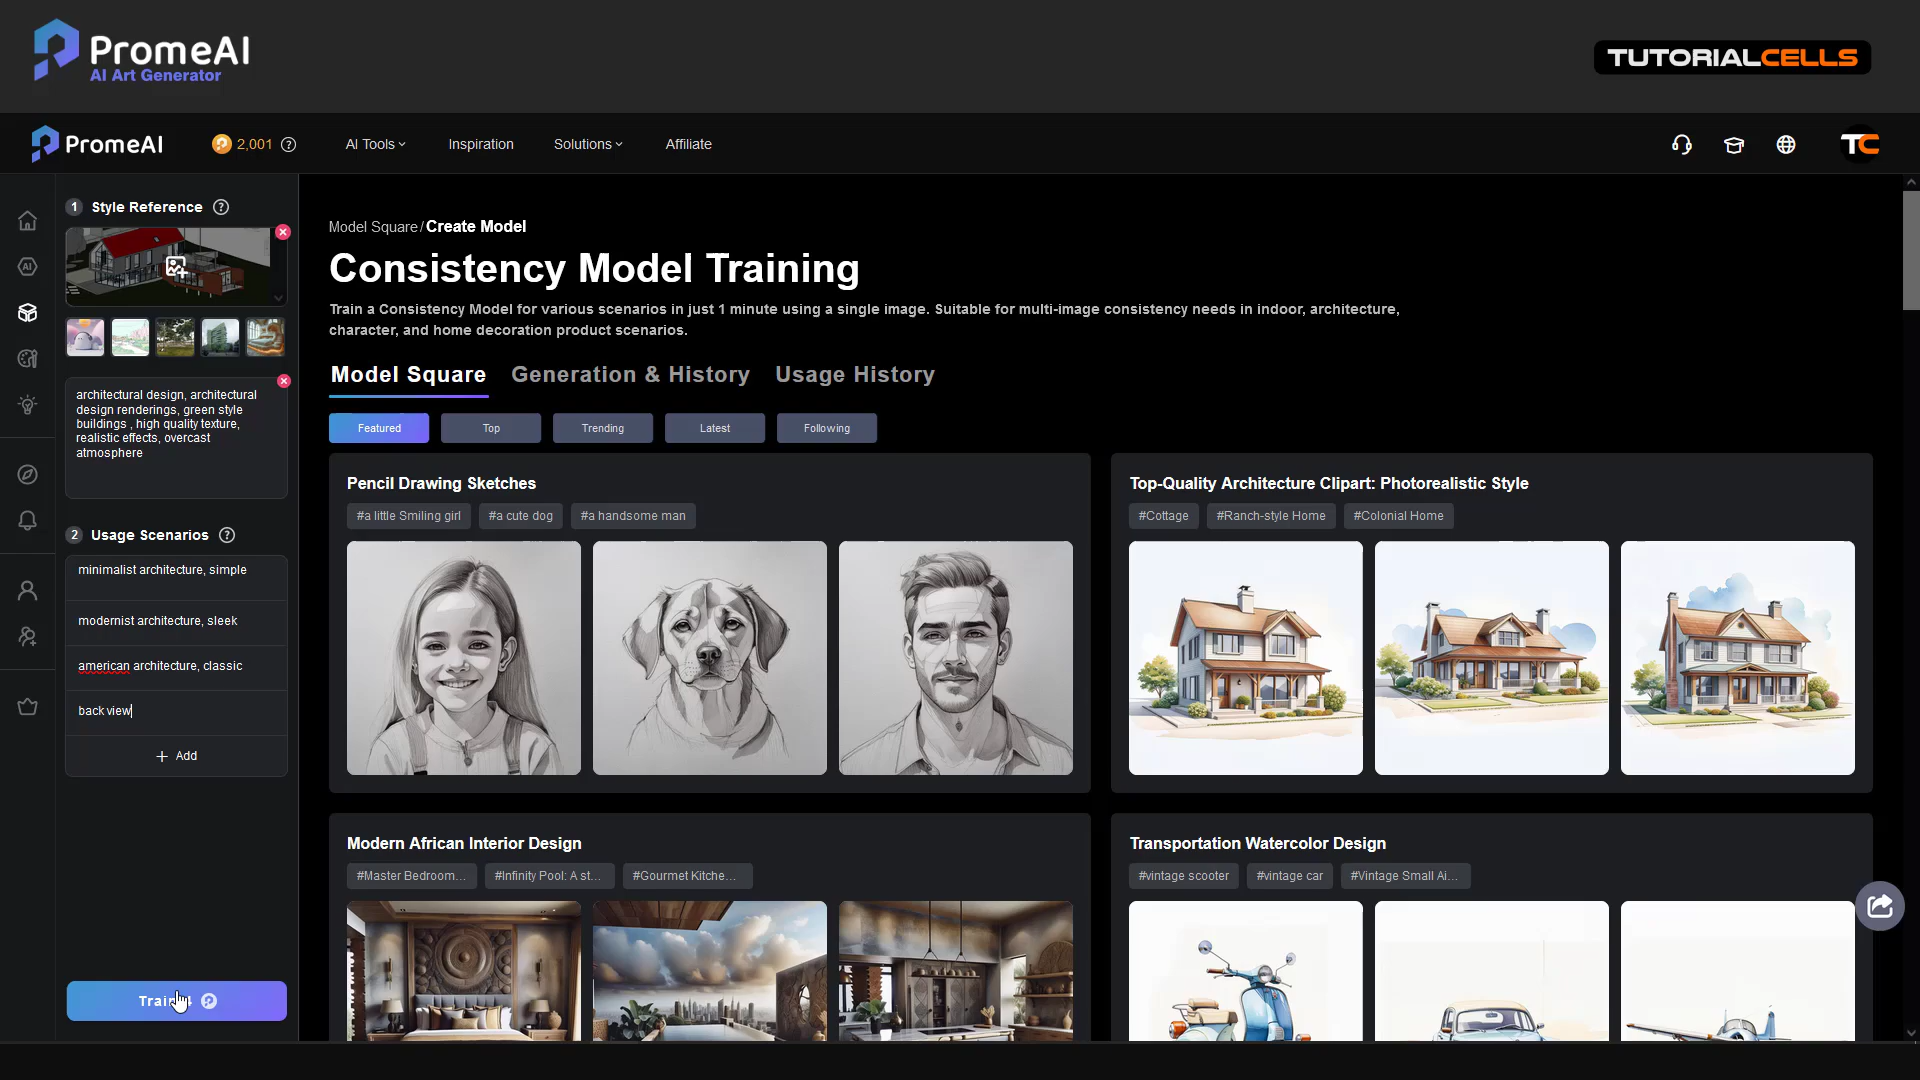 PromeAI
AI Art Generator
TUTORIALCELLS
PromeAI
2,001
AI Tools
Inspiration
Solutions
Affiliate
TC
1 Style Reference
architectural design, architectural
design renderings, green style
buildings , high quality texture,
realistic effects, overcast
atmosphere
2 Usage Scenarios
minimalist architecture, simple
modernist architecture, sleek
american architecture, classic
back view
+ Add
Model Square/Create Model
Consistency Model Training
Train a Consistency Model for various scenarios in just 1 minute using a single image. Suitable for multi-image consistency needs in indoor, architecture,
character, and home decoration product scenarios.
Model Square
Generation & History
Usage History
Featured
Top
Trending
Latest
Following
Pencil Drawing Sketches
#a little Smiling girl
#a cute dog
#a handsome man
Top-Quality Architecture Clipart: Photorealistic Style
#Cottage
#Ranch-style Home
#Colonial Home
Modern African Interior Design
#Master Bedroom...
#Infinity Pool: A st...
#Gourmet Kitche...
Transportation Watercolor Design
#vintage scooter
#vintage car
#Vintage Small Ai...